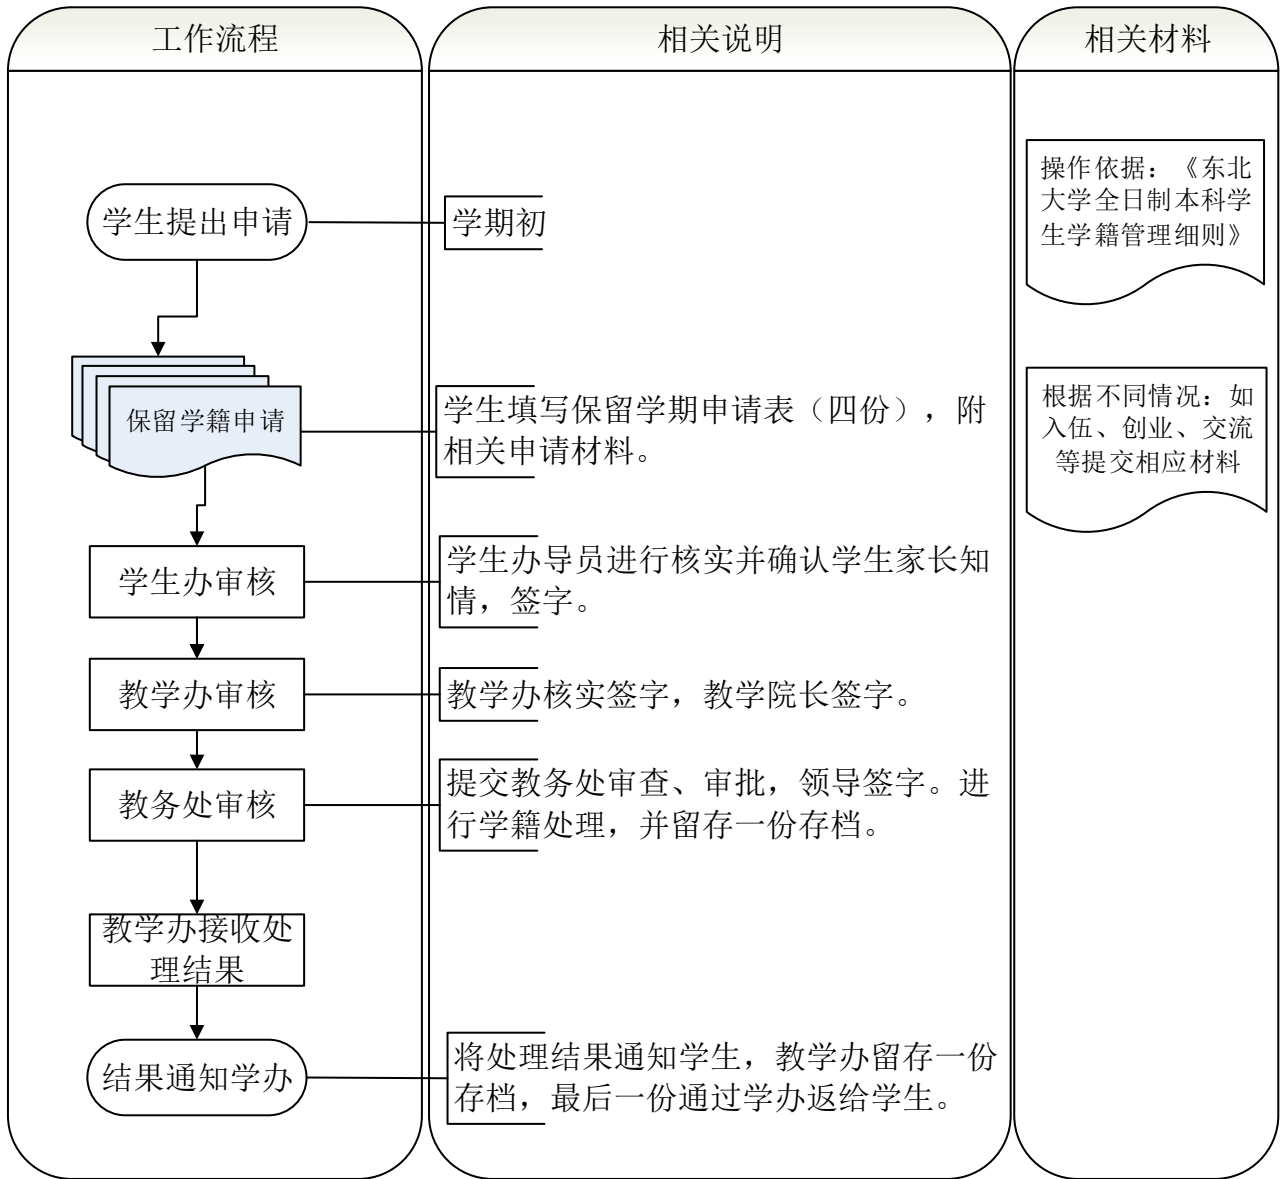 工作流程
相关说明
相关材料
学生提出申请
学期初
操作依据：《东北
大学全日制本科学
生学籍管理细则》
保留学籍申请
学生填写保留学期申请表（四份），附
相关申请材料。
根据不同情况：如
入伍、创业、交流
等提交相应材料
学生办审核
学生办导员进行核实并确认学生家长知
情，签字。
教学办审核
教学办核实签字，教学院长签字。
教务处审核
提交教务处审查、审批，领导签字。进
行学籍处理，并留存一份存档。
教学办接收处
理结果
结果通知学办
将处理结果通知学生，教学办留存一份
存档，最后一份通过学办返给学生。